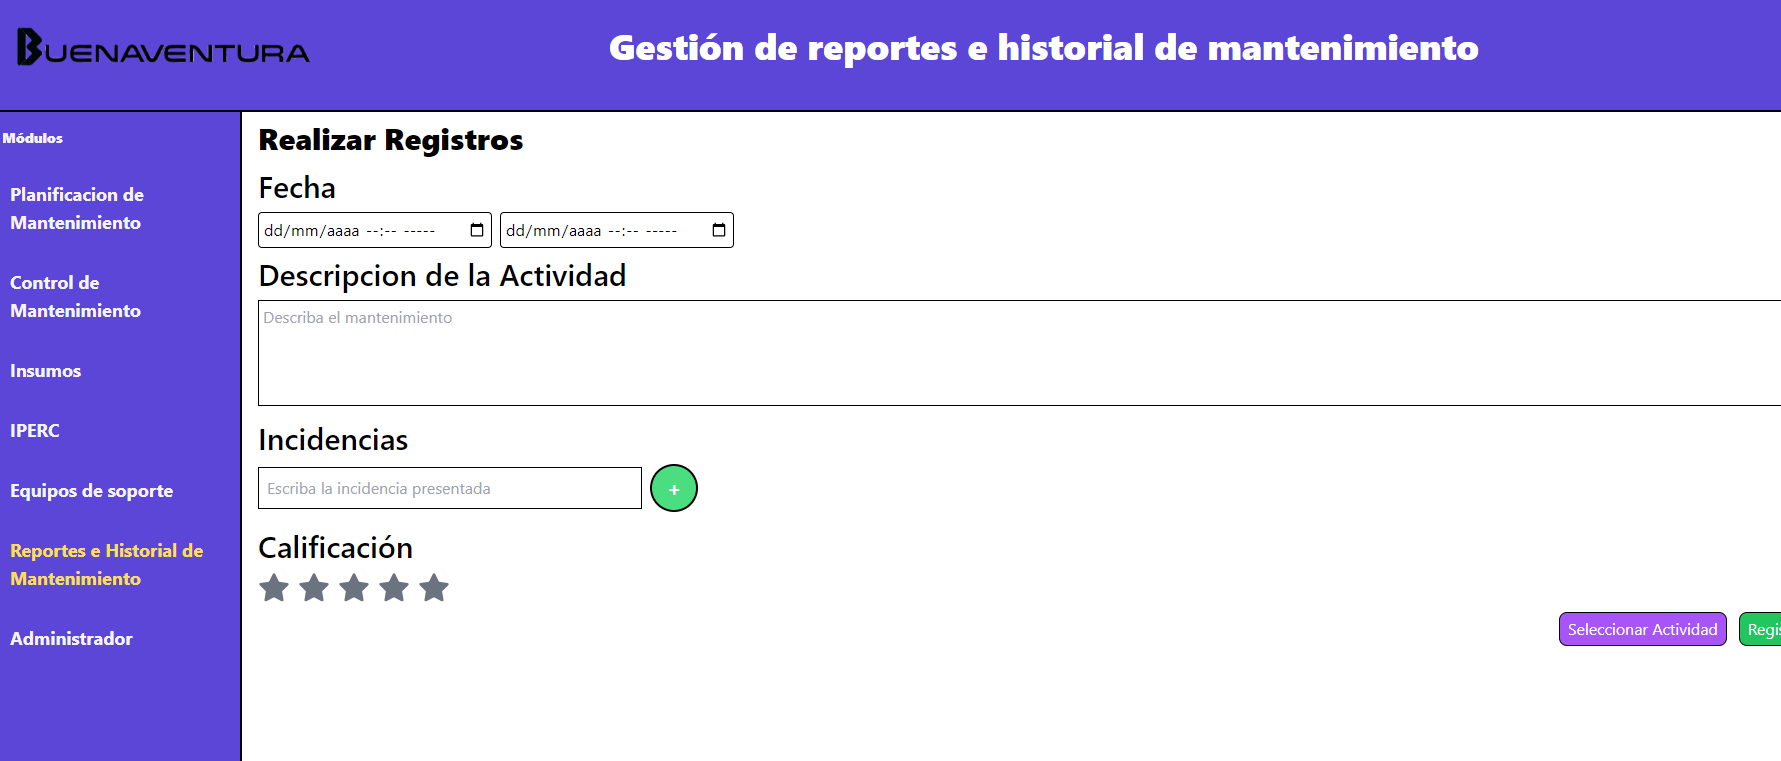 BUENAVENTURA
Gestión de reportes e historial de mantenimiento
Módulos
Planificacion de
Mantenimiento
Control de
Mantenimiento
Insumos
IPERC
Equipos de soporte
Reportes e Historial de
Mantenimiento
Administrador
Realizar Registros
Fecha
dd/mm/aaaa --:-- -----
dd/mm/aaaa --:-- -----
Descripcion de la Actividad
Describa el mantenimiento
Incidencias
Escriba la incidencia presentada
+
Calificación
Seleccionar Actividad